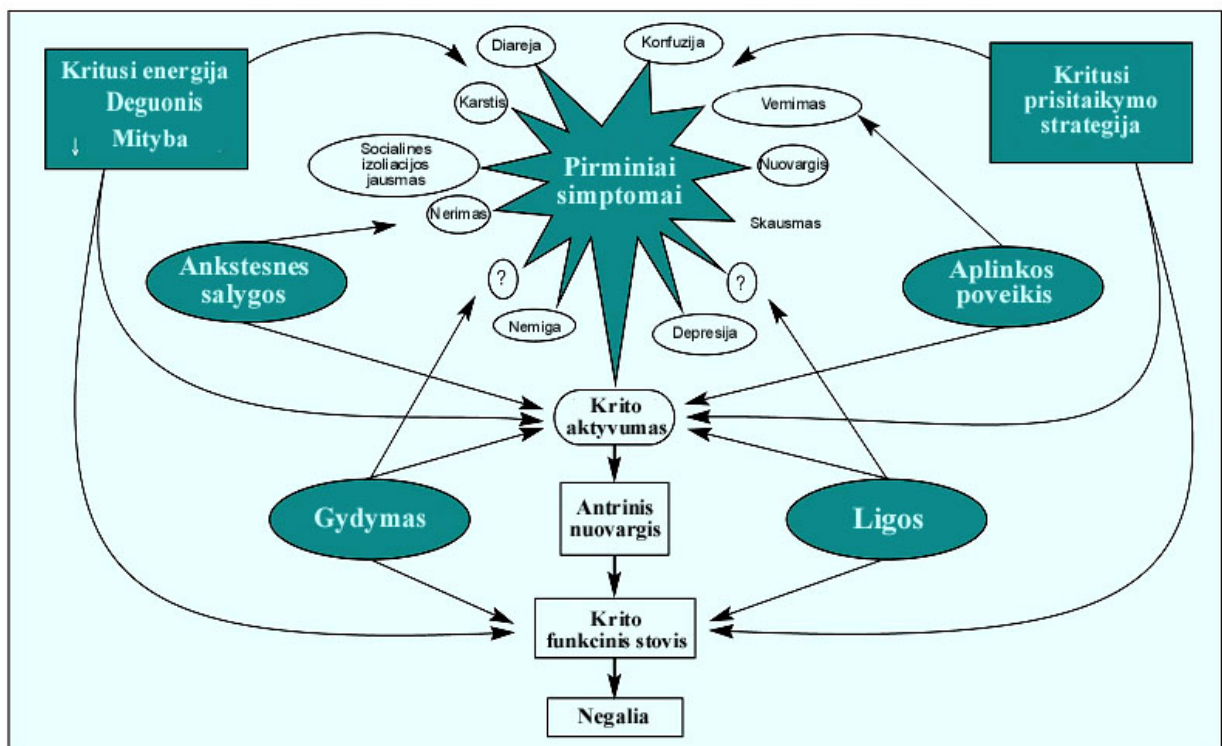 Diareja
Konfuzija
Kritusi energija
Deguonis
↓ Mityba
Kritusi
prisitaikymo
strategija
Karstis
Vemimas
Socialines
izoliacijos
jausmas
Pirminiai
simptomai
Nuovargis
Nerimas
Skausmas
Ankstesnes
salygos
?
?
Aplinkos
poveikis
Nemiga
Depresija
Krito
aktyvumas
Gydymas
Antrinis
nuovargis
Ligos
Krito
funkcinis stovis
Negalia